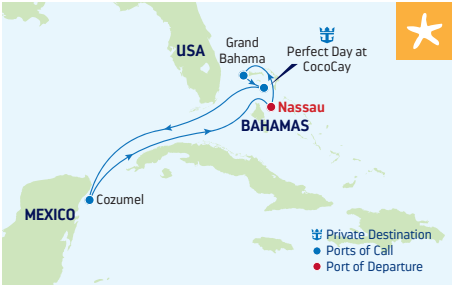 USA
Grand
Bahama
Perfect Day at
CocoCay
Nassau
BAHAMAS
Cozumel
MEXICO
Private Destination
Ports of Call
Port of Departure